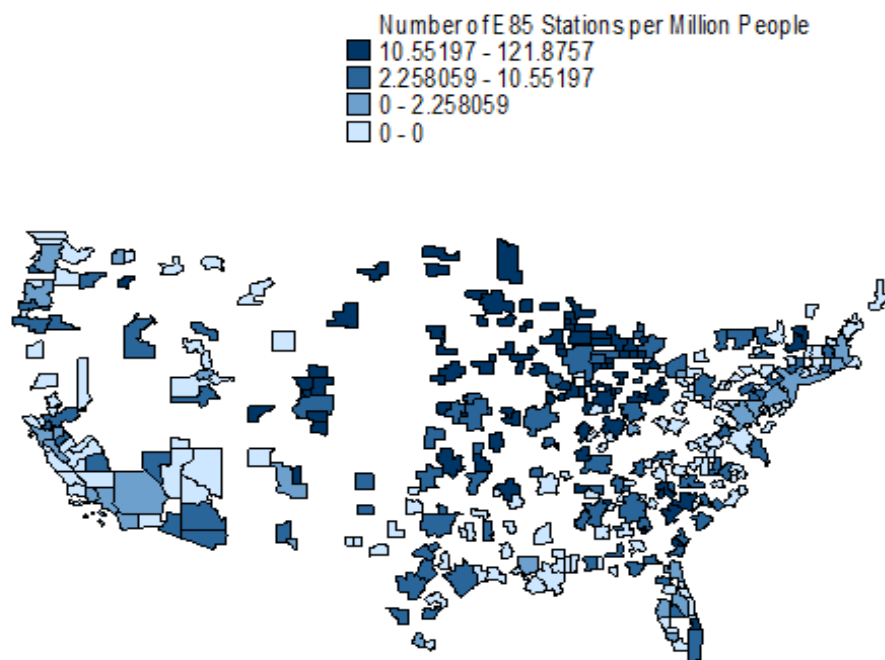 Number of E85 Stations per Million People
10.55197 - 121.8757
2.258059 - 10.55197
0 - 2.258059
0 - 0